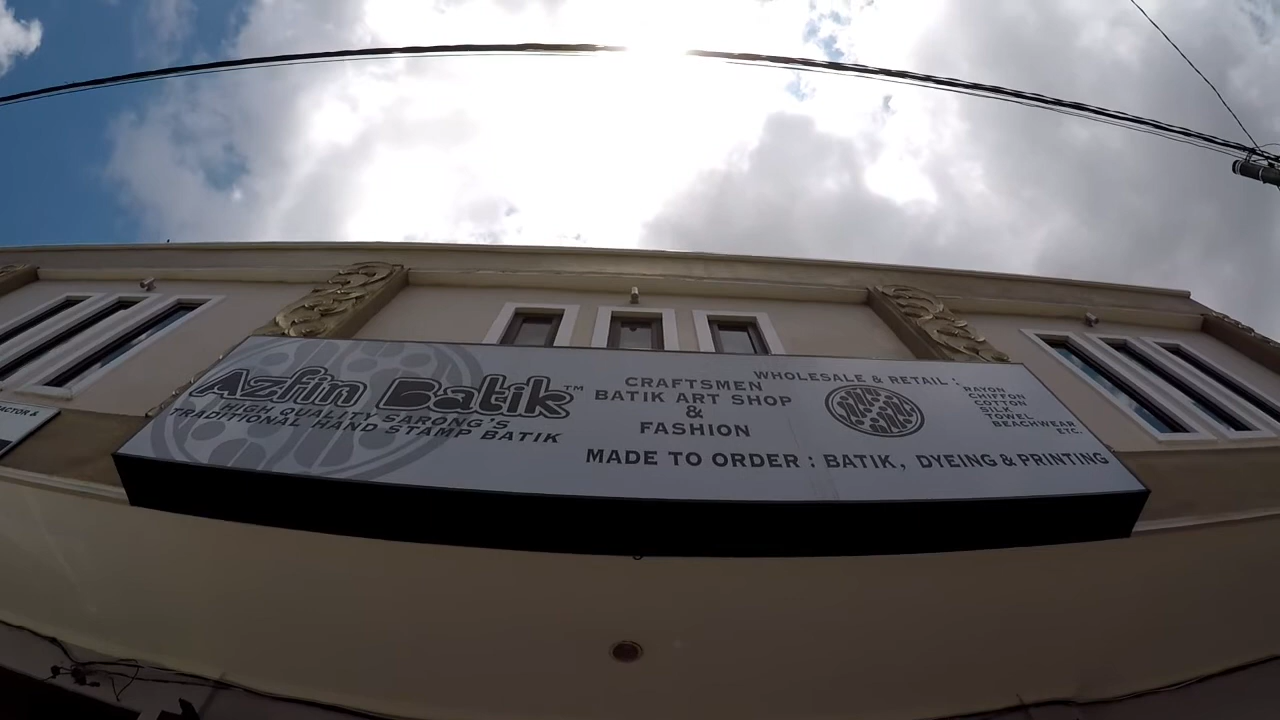 Azfin Batik™
HIGH QUALITY SARONG'S
TRADITIONAL HAND STAMP BATIK
CRAFTSMEN
BATIK ART SHOP
&
FASHION
WHOLESALE & RETAIL :
RAYON
CHIFFON
COTTON
SILK
TOWEL
BEACHWEAR
ETC.
MADE TO ORDER : BATIK, DYEING & PRINTING
ACTOR &